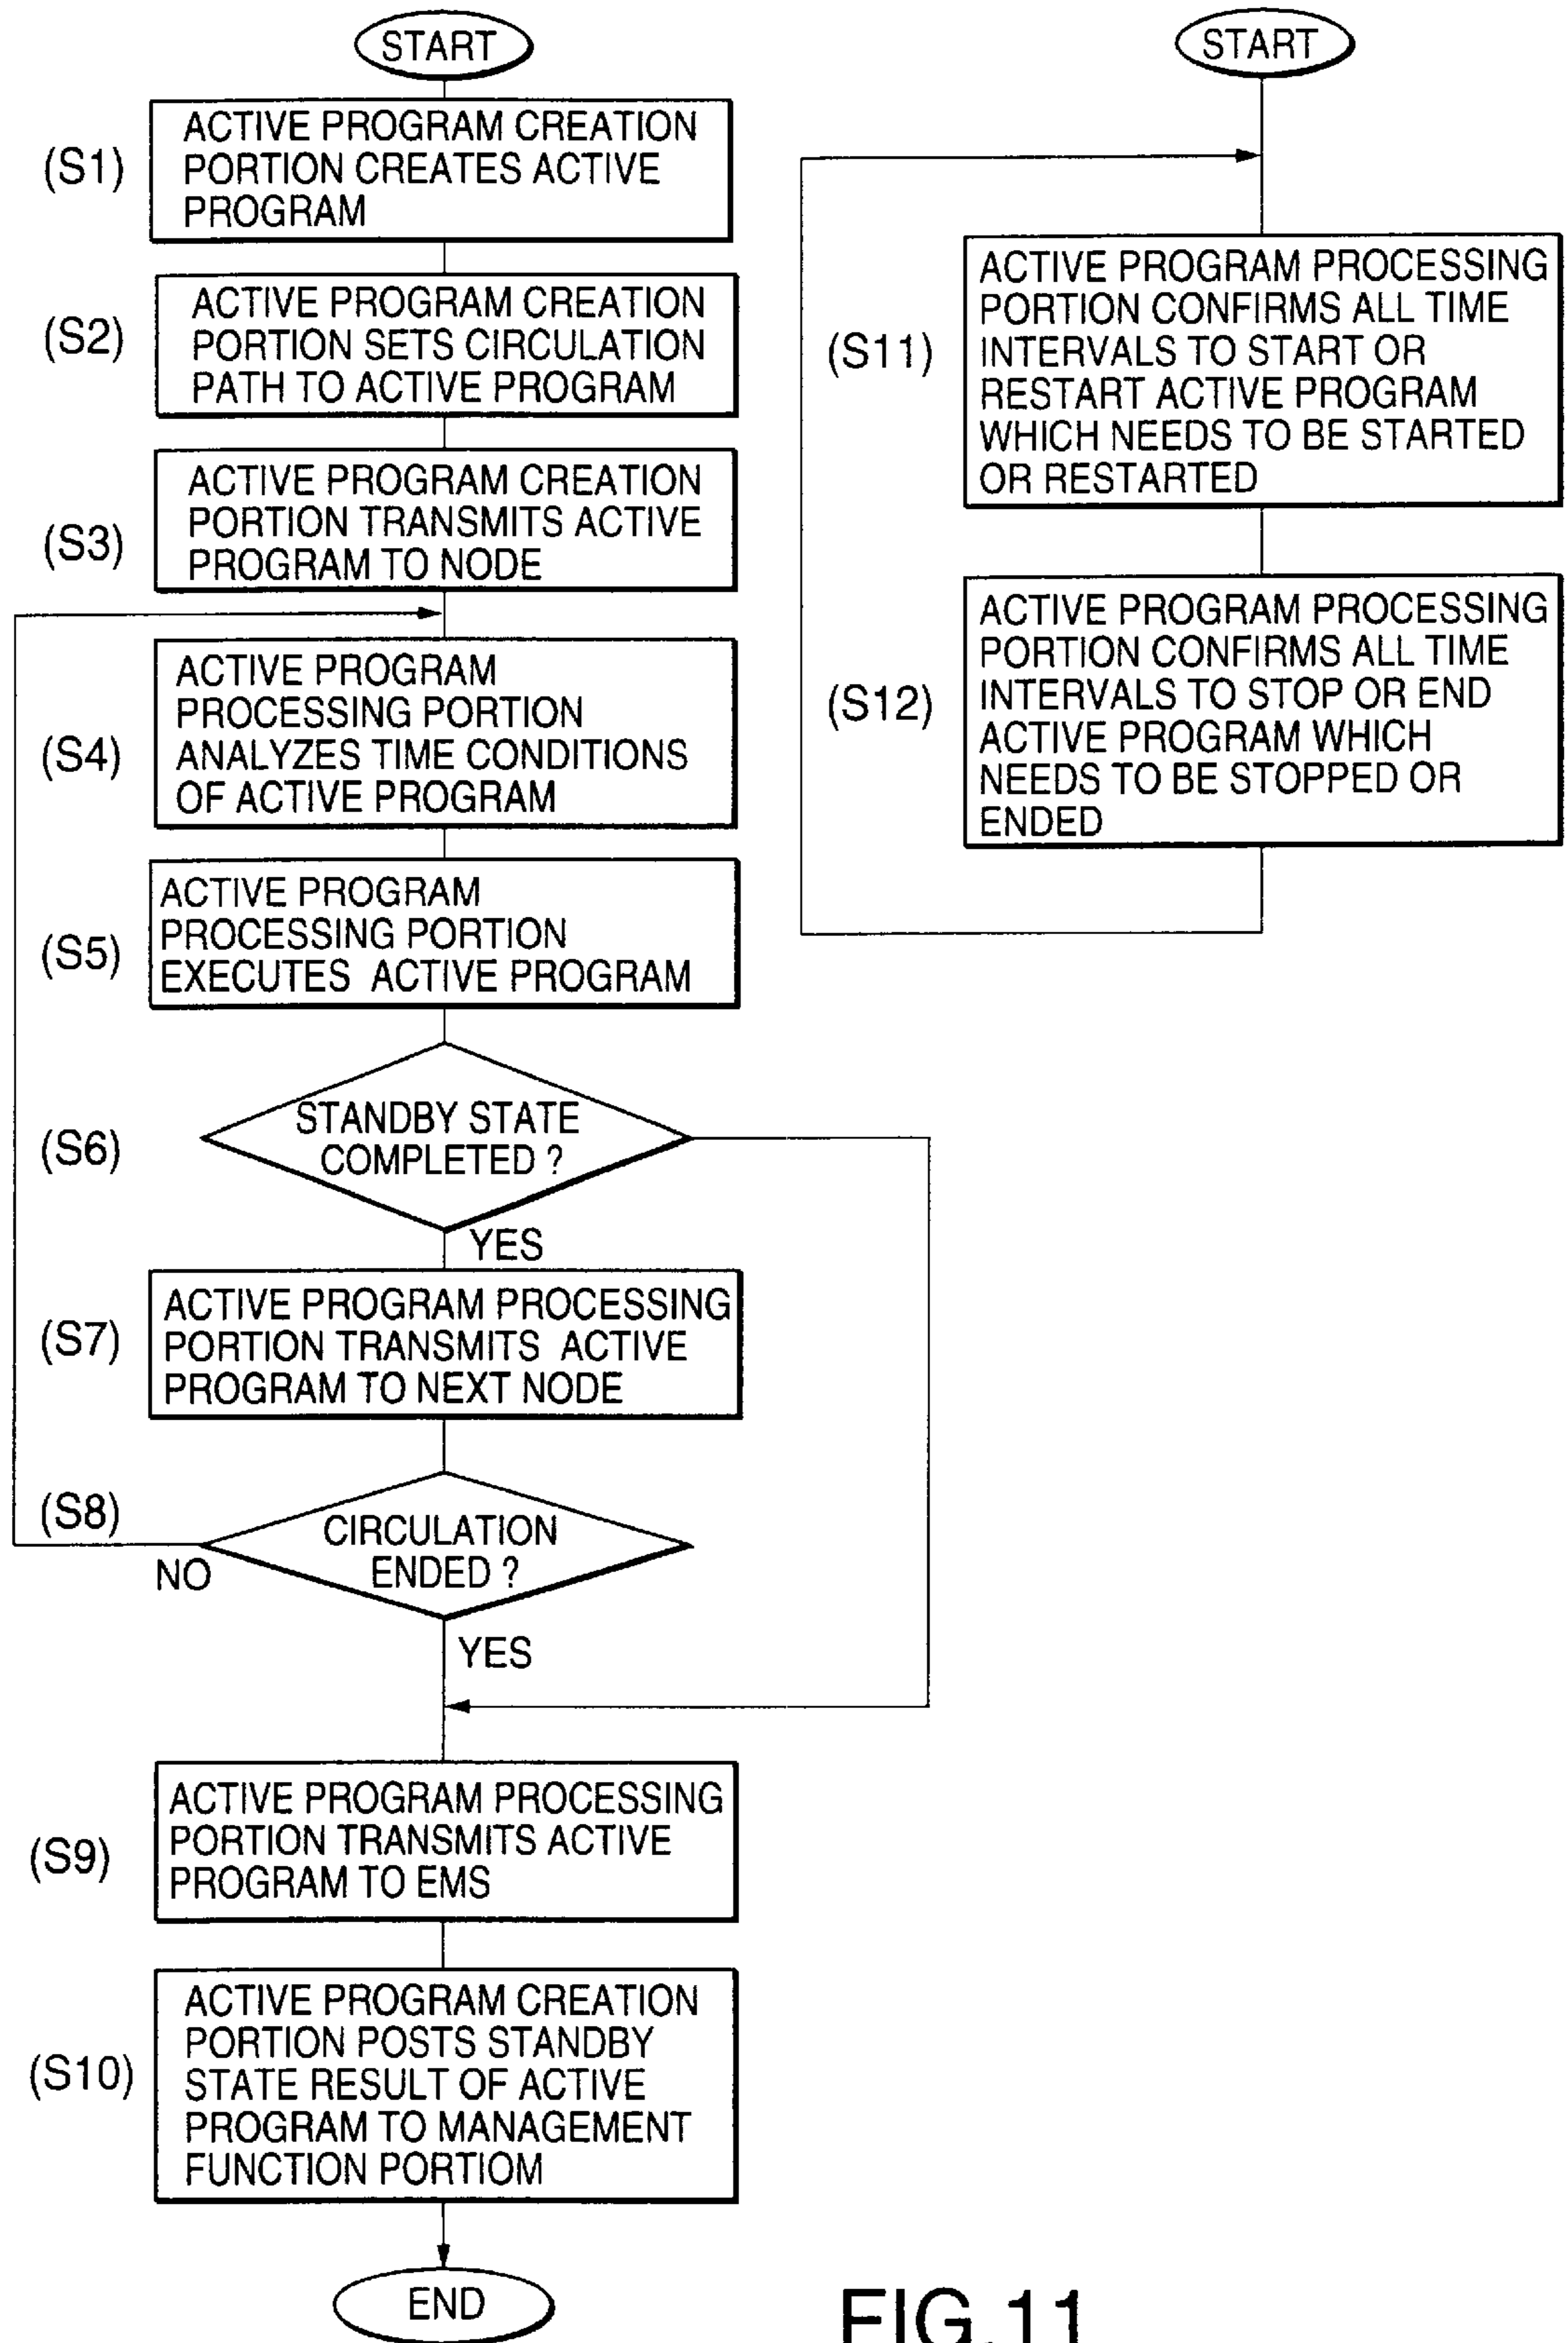 START
(S1)
ACTIVE PROGRAM CREATION
PORTION CREATES ACTIVE
PROGRAM
(S2)
ACTIVE PROGRAM CREATION
PORTION SETS CIRCULATION
PATH TO ACTIVE PROGRAM
(S3)
ACTIVE PROGRAM CREATION
PORTION TRANSMITS ACTIVE
PROGRAM TO NODE
(S4)
ACTIVE PROGRAM
PROCESSING PORTION
ANALYZES TIME CONDITIONS
OF ACTIVE PROGRAM
(S5)
ACTIVE PROGRAM
PROCESSING PORTION
EXECUTES ACTIVE PROGRAM
(S6)
STANDBY STATE
COMPLETED ?
YES
(S7)
ACTIVE PROGRAM PROCESSING
PORTION TRANSMITS ACTIVE
PROGRAM TO NEXT NODE
(S8)
CIRCULATION
ENDED ?
NO
YES
(S9)
ACTIVE PROGRAM PROCESSING
PORTION TRANSMITS ACTIVE
PROGRAM TO EMS
(S10)
ACTIVE PROGRAM CREATION
PORTION POSTS STANDBY
STATE RESULT OF ACTIVE
PROGRAM TO MANAGEMENT
FUNCTION PORTIOM
END
START
(S11)
ACTIVE PROGRAM PROCESSING
PORTION CONFIRMS ALL TIME
INTERVALS TO START OR
RESTART ACTIVE PROGRAM
WHICH NEEDS TO BE STARTED
OR RESTARTED
(S12)
ACTIVE PROGRAM PROCESSING
PORTION CONFIRMS ALL TIME
INTERVALS TO STOP OR END
ACTIVE PROGRAM WHICH
NEEDS TO BE STOPPED OR
ENDED
FIG.11